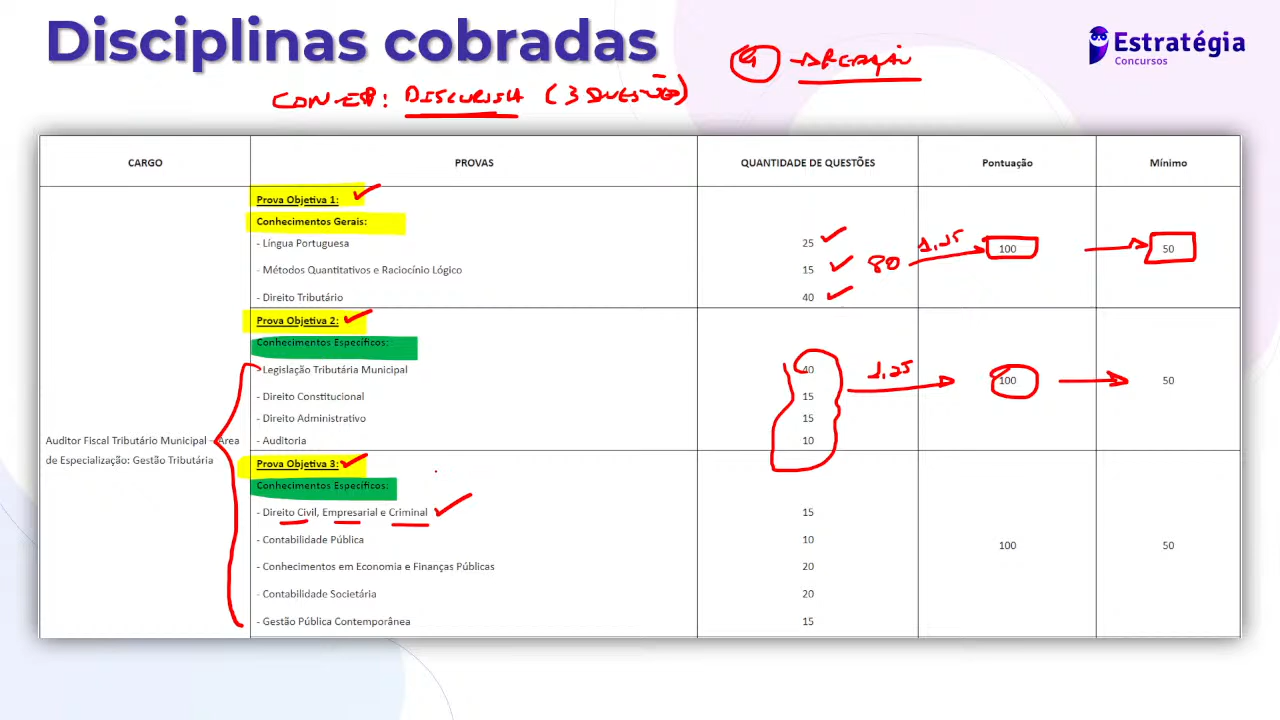 Disciplinas cobradas
Estratégia
Concursos
DISCURSIVA (3 QUESTÕES)
CARGO PROVAS QUANTIDADE DE QUESTÕES Pontuação Mínimo
Prova Objetiva 1:
Conhecimentos Gerais:
- Língua Portuguesa 25
1,25
100 50
- Métodos Quantitativos e Raciocínio Lógico 15
80
- Direito Tributário 40
Prova Objetiva 2:
Conhecimentos Específicos:
- Legislação Tributária Municipal 40
1,25
100 50
- Direito Constitucional 15
- Direito Administrativo 15
- Auditoria 10
Auditor Fiscal Tributário Municipal – Área
de Especialização: Gestão Tributária
Prova Objetiva 3:
Conhecimentos Específicos:
- Direito Civil, Empresarial e Criminal 15
- Contabilidade Pública 10
100 50
- Conhecimentos em Economia e Finanças Públicas 20
- Contabilidade Societária 20
- Gestão Pública Contemporânea 15